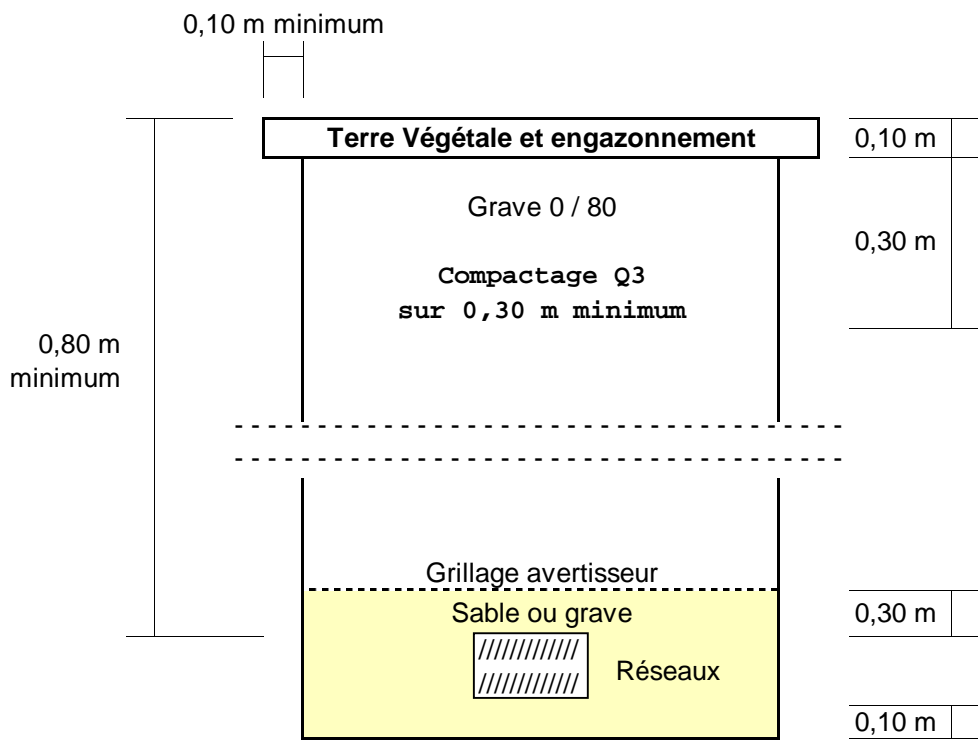 0,10 m minimum
Terre Végétale et engazonnement
0,10 m
Grave 0 / 80
0,30 m
Compactage Q3
sur 0,30 m minimum
0,80 m
minimum
Grillage avertisseur
Sable ou grave
0,30 m
Réseaux
0,10 m